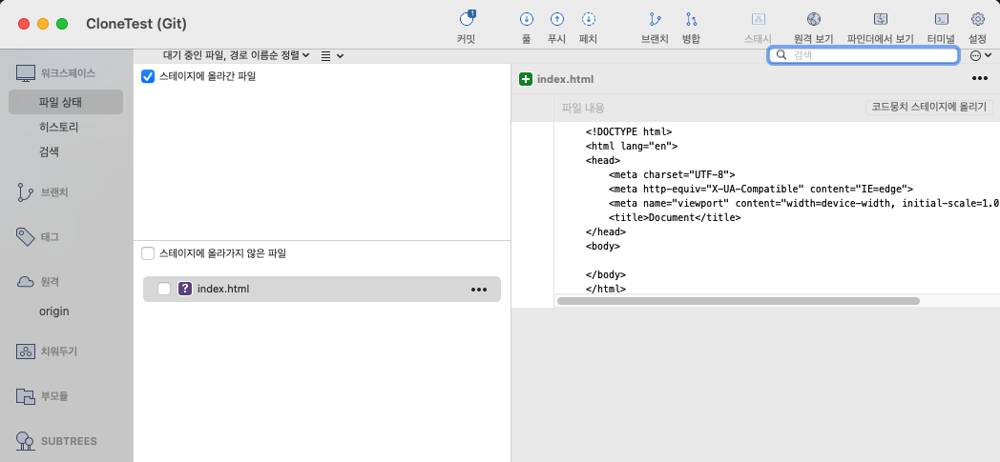 CloneTest (Git)
1
커밋
풀
푸시
페치
브랜치
병합
스태시
원격 보기
파인더에서 보기
터미널
설정
대기 중인 파일, 경로 이름순 정렬
검색
워크스페이스
파일 상태
히스토리
검색
브랜치
태그
원격
origin
치워두기
부모듈
SUBTREES
스테이지에 올라간 파일
스테이지에 올라가지 않은 파일
? index.html
index.html
파일 내용
코드뭉치 스테이지에 올리기
<!DOCTYPE html>
<html lang="en">
<head>
<meta charset="UTF-8">
<meta http-equiv="X-UA-Compatible" content="IE=edge">
<meta name="viewport" content="width=device-width, initial-scale=1.0
<title>Document</title>
</head>
<body>
</body>
</html>